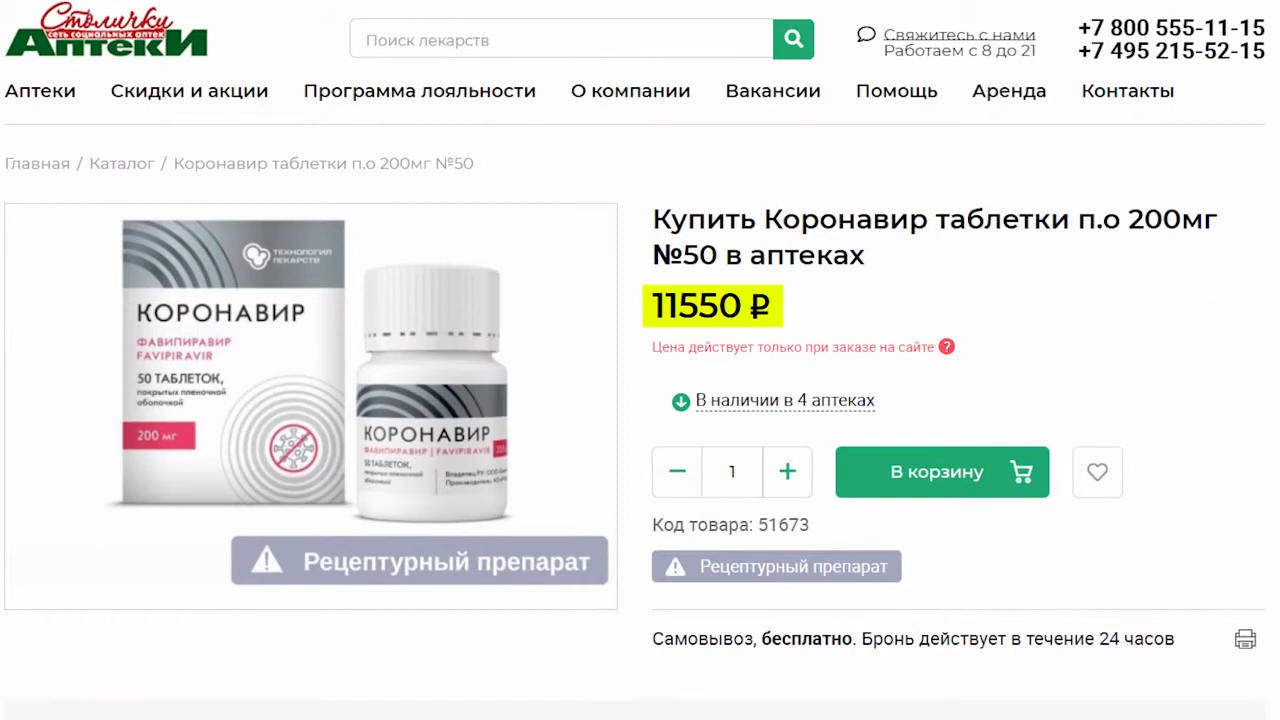 Столички
сеть социальных аптек
Аптеки
Поиск лекарств
Свяжитесь с нами
Работаем с 8 до 21
+7 800 555-11-15
+7 495 215-52-15
Аптеки Скидки и акции Программа лояльности О компании Вакансии Помощь Аренда Контакты
Главная / Каталог / Коронавир таблетки п.о 200мг №50
ТЕХНОЛОГИЯ
ЛЕКАРСТВ
КОРОНАВИР
ФАВИПИРАВИР
FAVIPIRAVIR
50 ТАБЛЕТОК,
покрытых пленочной
оболочкой
200 мг
КОРОНАВИР
ФАВИПИРАВИР | FAVIPIRAVIR
50 ТАБЛЕТОК,
покрытых пленочной
оболочкой
Рецептурный препарат
Купить Коронавир таблетки п.о 200мг
№50 в аптеках
11550 ₽
Цена действует только при заказе на сайте ?
В наличии в 4 аптеках
− 1 + В корзину
Код товара: 51673
Рецептурный препарат
Самовывоз, бесплатно. Бронь действует в течение 24 часов